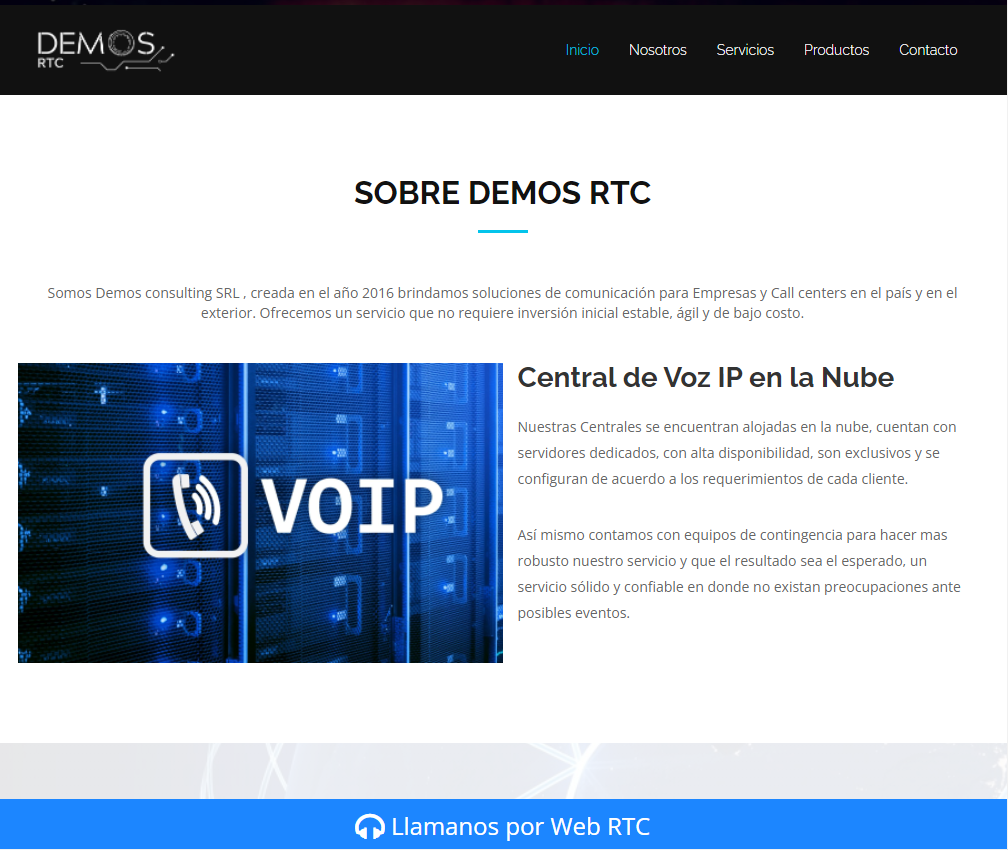 DEMOS
RTC
Inicio
Nosotros
Servicios
Productos
Contacto
SOBRE DEMOS RTC
Somos Demos consulting SRL , creada en el año 2016 brindamos soluciones de comunicación para Empresas y Call centers en el país y en el
exterior. Ofrecemos un servicio que no requiere inversión inicial estable, ágil y de bajo costo.
VOIP
Central de Voz IP en la Nube
Nuestras Centrales se encuentran alojadas en la nube, cuentan con
servidores dedicados, con alta disponibilidad, son exclusivos y se
configuran de acuerdo a los requerimientos de cada cliente.
Así mismo contamos con equipos de contingencia para hacer mas
robusto nuestro servicio y que el resultado sea el esperado, un
servicio sólido y confiable en donde no existan preocupaciones ante
posibles eventos.
Llamanos por Web RTC